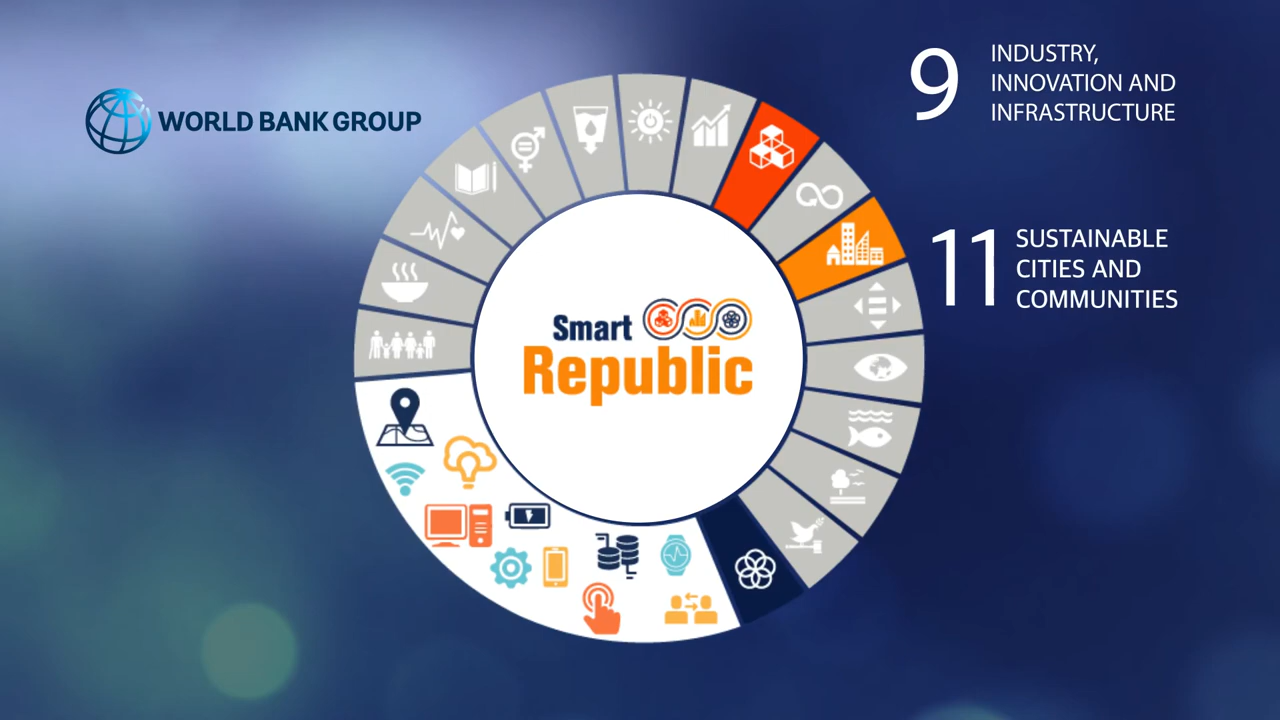 WORLD BANK GROUP
9
INDUSTRY,
INNOVATION AND
INFRASTRUCTURE
11
SUSTAINABLE
CITIES AND
COMMUNITIES
Smart
Republic